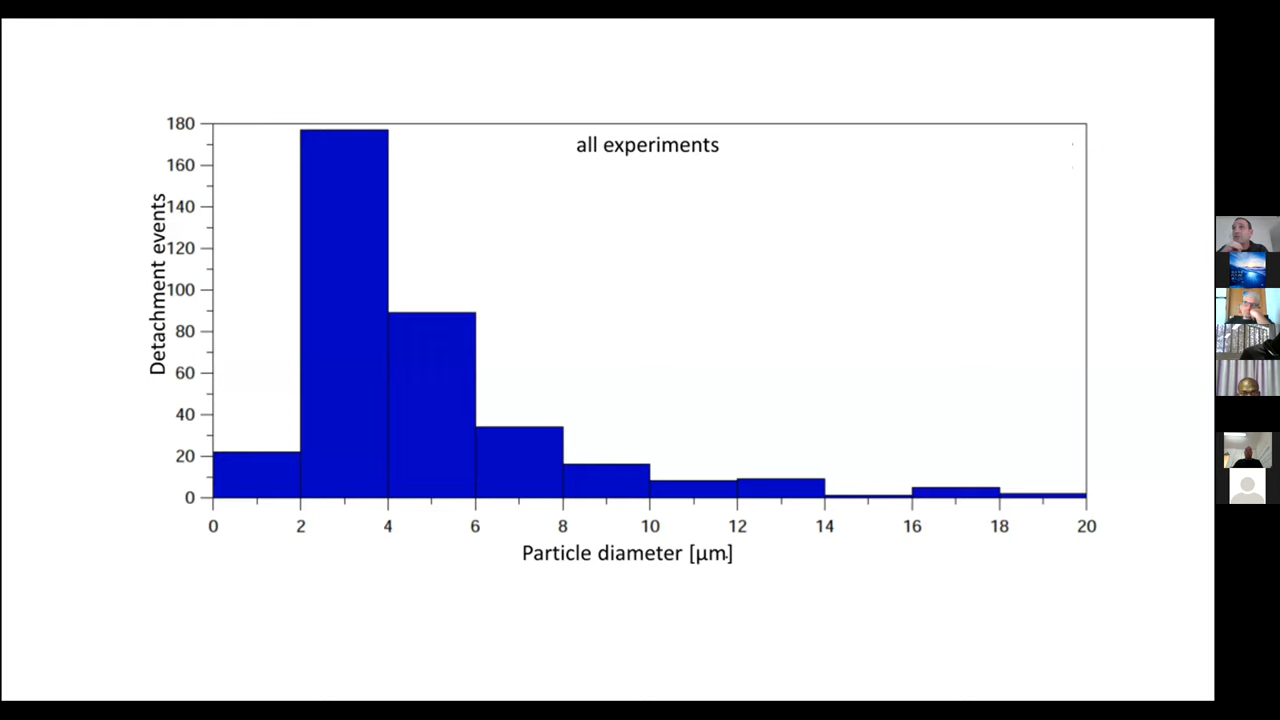 all experiments
Detachment events
180
160
140
120
100
80
60
40
20
0
0 2 4 6 8 10 12 14 16 18 20
Particle diameter [µm]